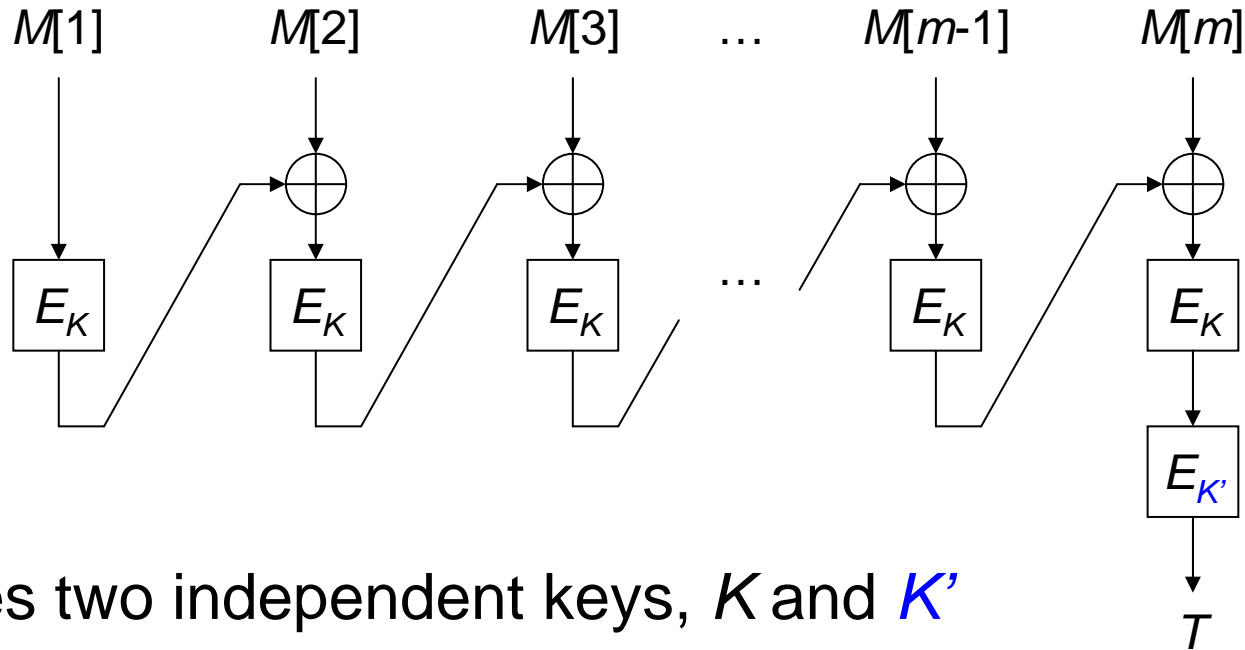 M[1] M[2] M[3] … M[m-1] M[m]
E_K E_K E_K … E_K E_K
E_K’
es two independent keys, K and K’
T